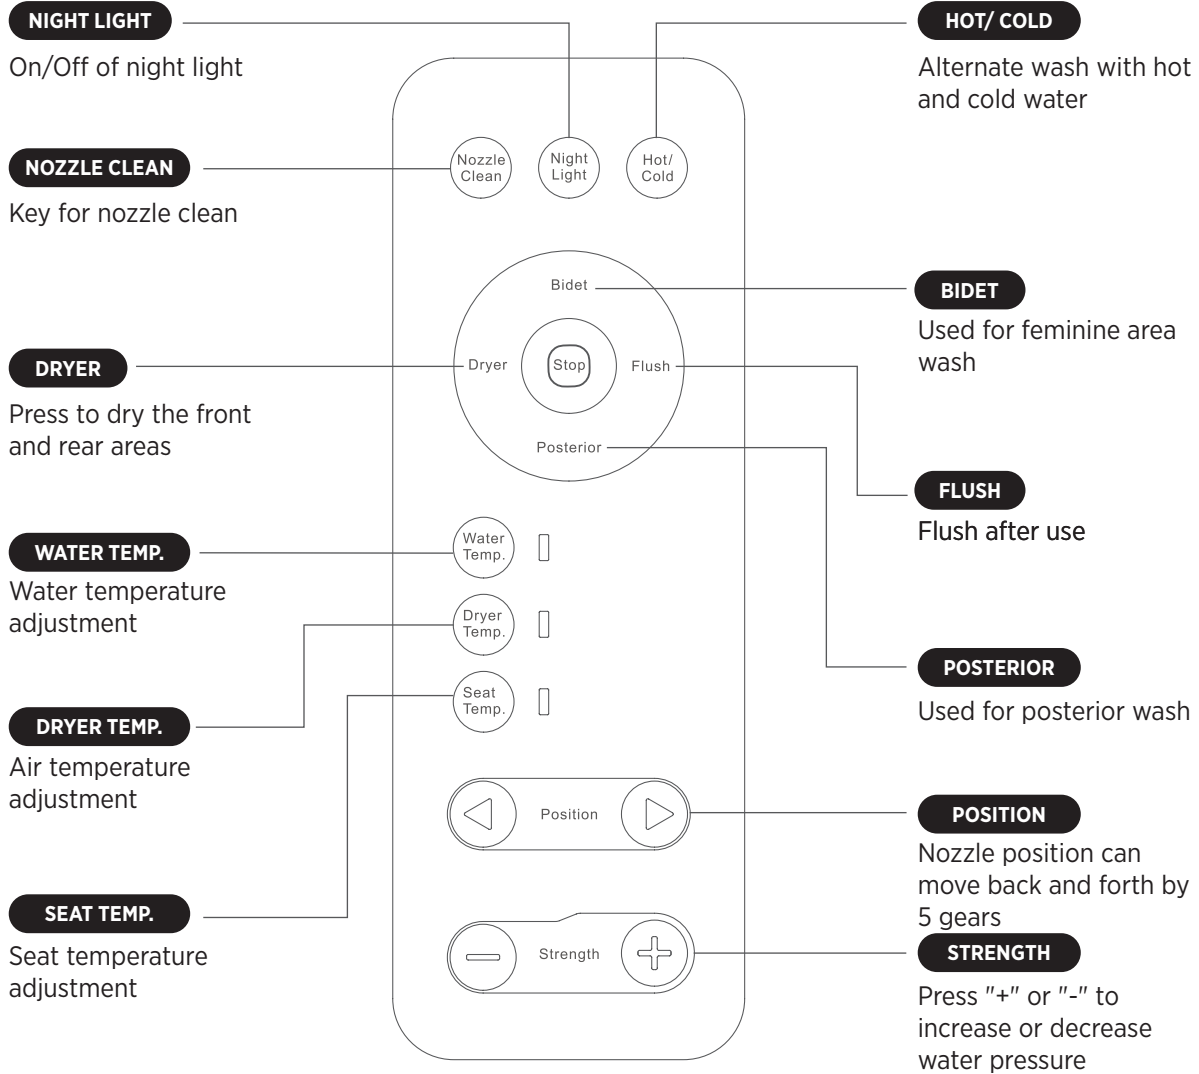 NIGHT LIGHT
On/Off of night light
NOZZLE CLEAN
Key for nozzle clean
DRYER
Press to dry the front
and rear areas
WATER TEMP.
Water temperature
adjustment
DRYER TEMP.
Air temperature
adjustment
SEAT TEMP.
Seat temperature
adjustment
Nozzle
Clean
Night
Light
Hot/
Cold
Bidet
Dryer
Stop
Flush
Posterior
Water
Temp.
Dryer
Temp.
Seat
Temp.
Position
Strength
HOT/ COLD
Alternate wash with hot
and cold water
BIDET
Used for feminine area
wash
FLUSH
Flush after use
POSTERIOR
Used for posterior wash
POSITION
Nozzle position can
move back and forth by
5 gears
STRENGTH
Press "+" or "-" to
increase or decrease
water pressure